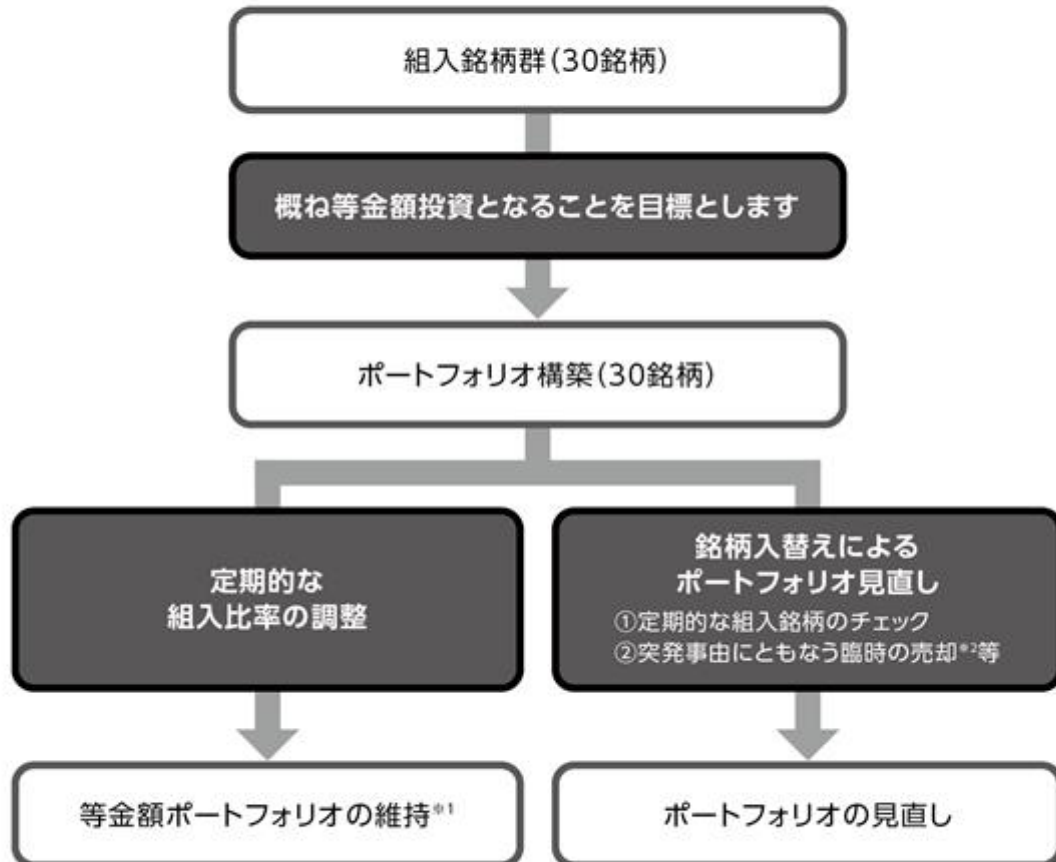 組入銘柄群(30銘柄)
概ね等金額投資となることを目標とします
ポートフォリオ構築(30銘柄)
定期的な
組入比率の調整
銘柄入替えによる
ポートフォリオ見直し
①定期的な組入銘柄のチェック
②突発事由にともなう臨時の売却※2等
等金額ポートフォリオの維持※1
ポートフォリオの見直し